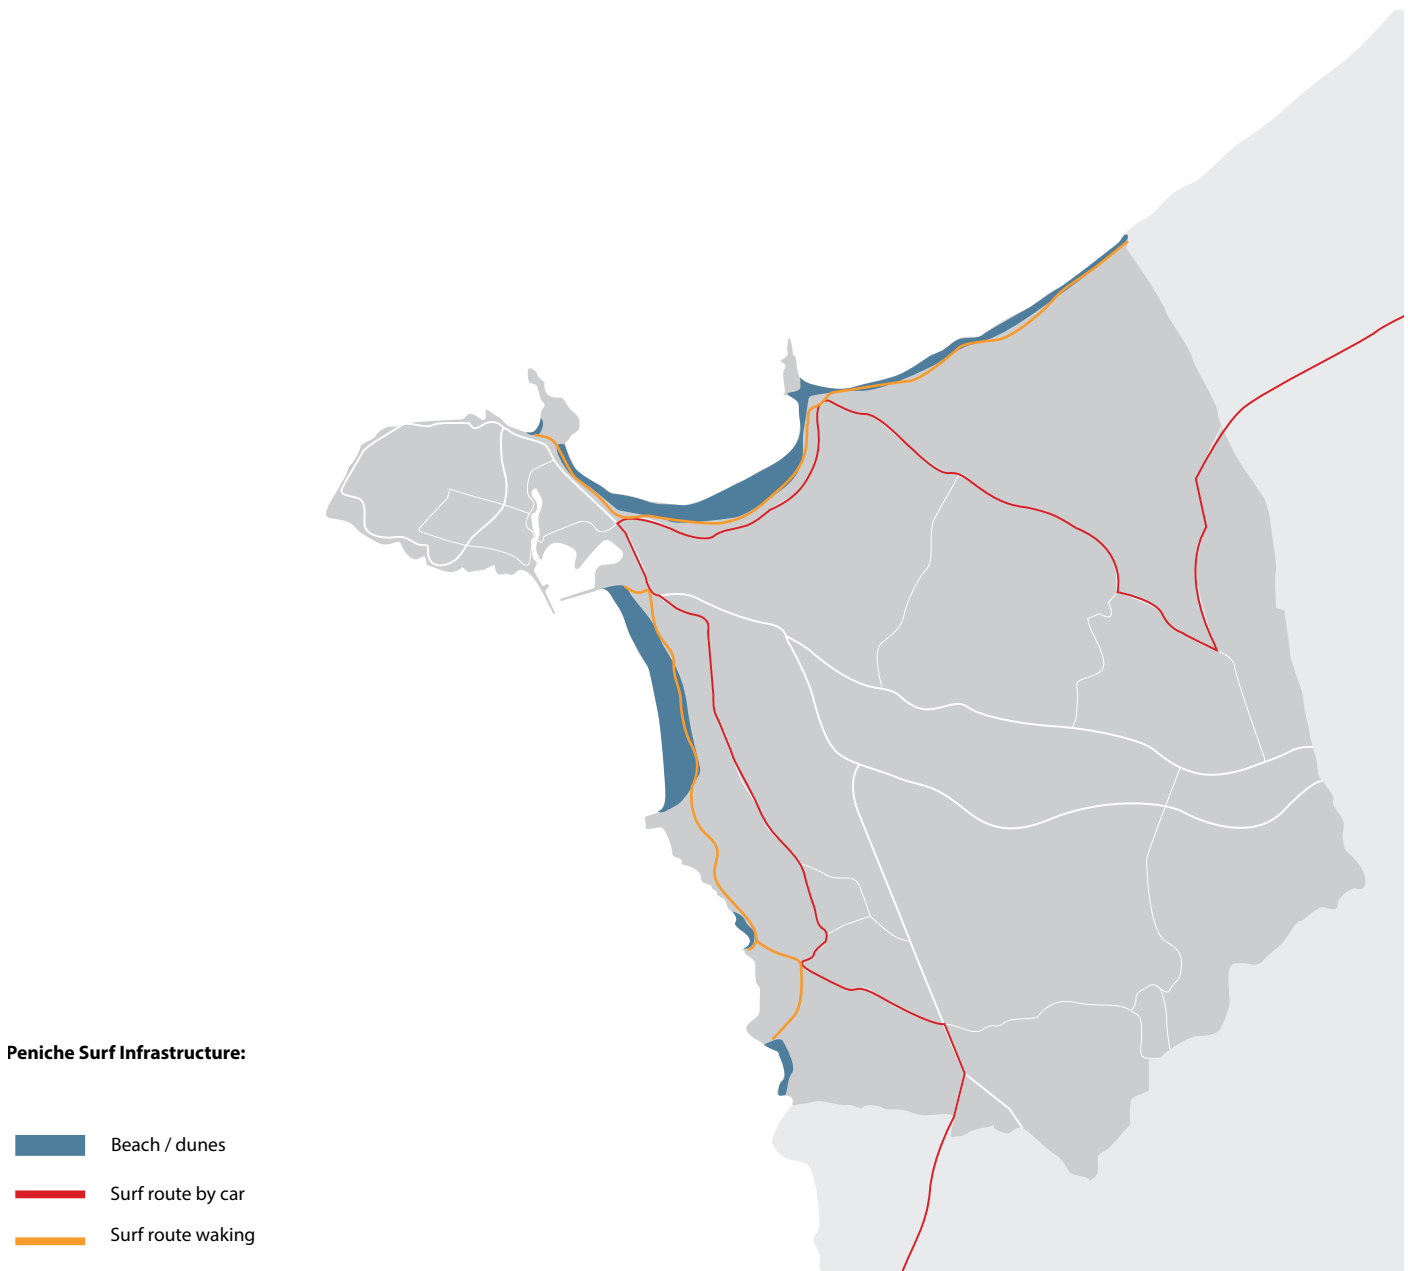 Peniche Surf Infrastructure:
Beach / dunes
Surf route by car
Surf route waking